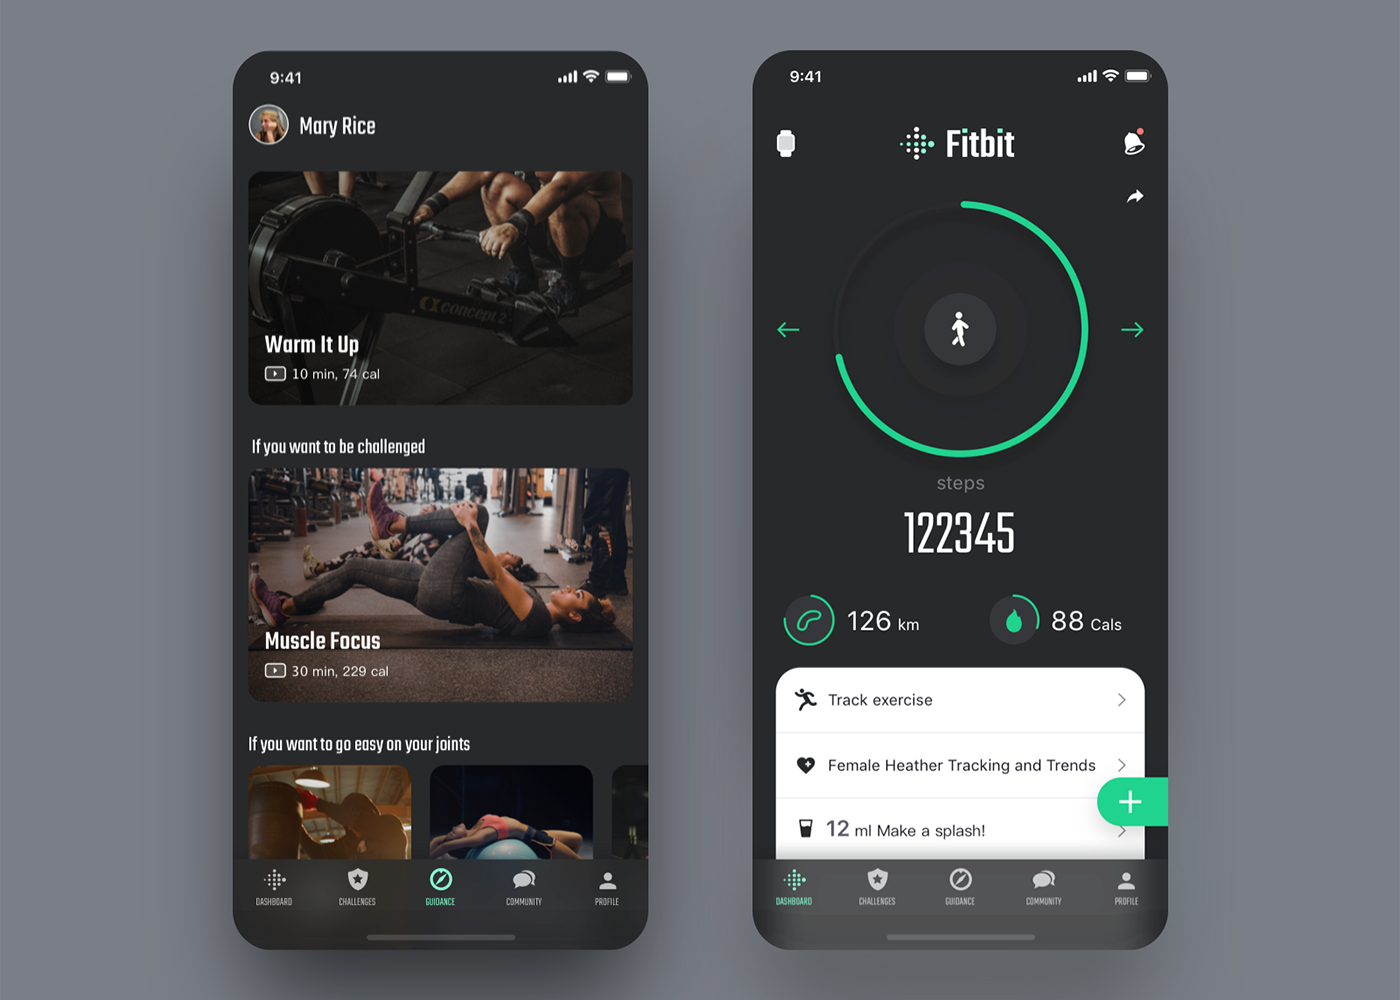 9:41
Mary Rice
concept 2
Warm It Up
10 min, 74 cal
If you want to be challenged
Muscle Focus
30 min, 229 cal
If you want to go easy on your joints
DASHBOARD
CHALLENGES
GUIDANCE
COMMUNITY
PROFILE
9:41
Fitbit
steps
122345
126 km
88 Cals
Track exercise
Female Heather Tracking and Trends
12 ml Make a splash!
DASHBOARD
CHALLENGES
GUIDANCE
COMMUNITY
PROFILE